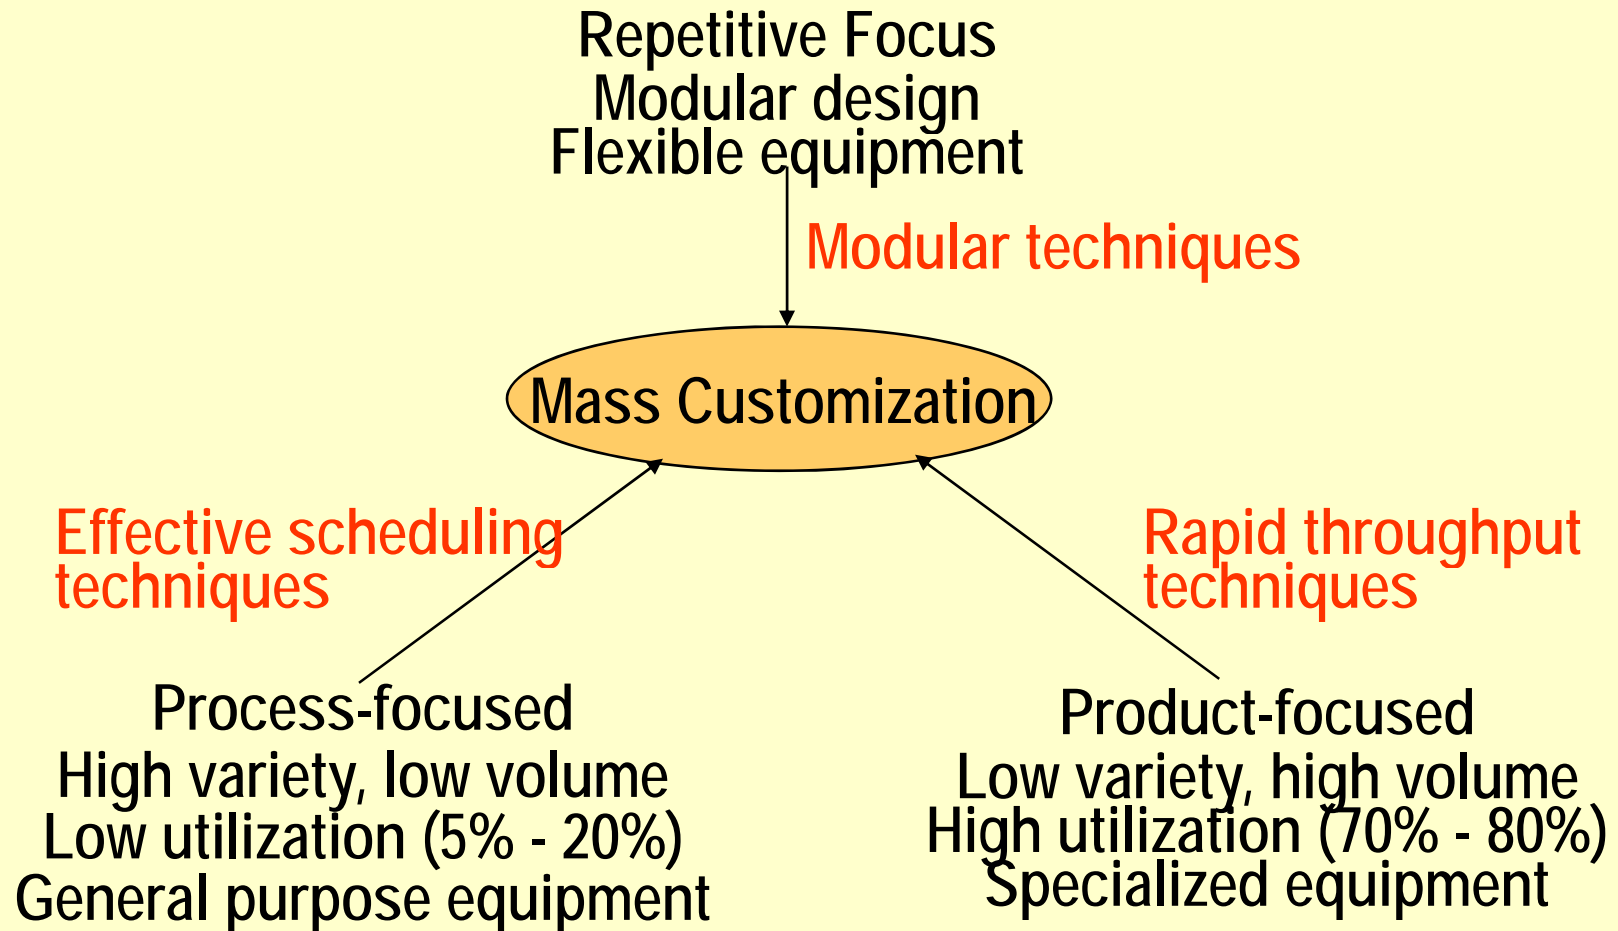 Repetitive Focus
Modular design
Flexible equipment
Modular techniques
Mass Customization
Effective scheduling
techniques
Rapid throughput
techniques
Process-focused
High variety, low volume
Low utilization (5% - 20%)
General purpose equipment
Product-focused
Low variety, high volume
High utilization (70% - 80%)
Specialized equipment